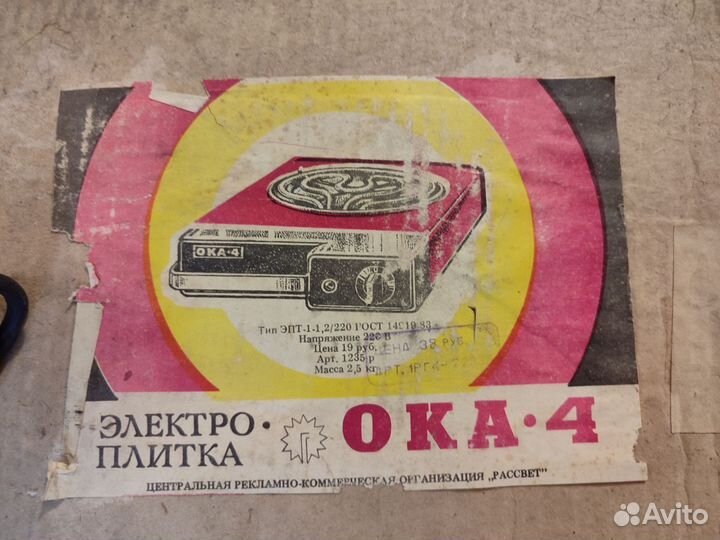 ОКА·4
Тип ЭПТ-1-1,2/220 ГОСТ 14919 83
Напряжение 220 В
Цена 19 руб.
Арт. 1235 р
Масса 2,5 кг
ЦЕНА 38 РУБ.
АРТ.
ЭЛЕКТРО·
ПЛИТКА
Г
ОКА·4
ЦЕНТРАЛЬНАЯ РЕКЛАМНО-КОММЕРЧЕСКАЯ ОРГАНИЗАЦИЯ „РАССВЕТ"
Avito